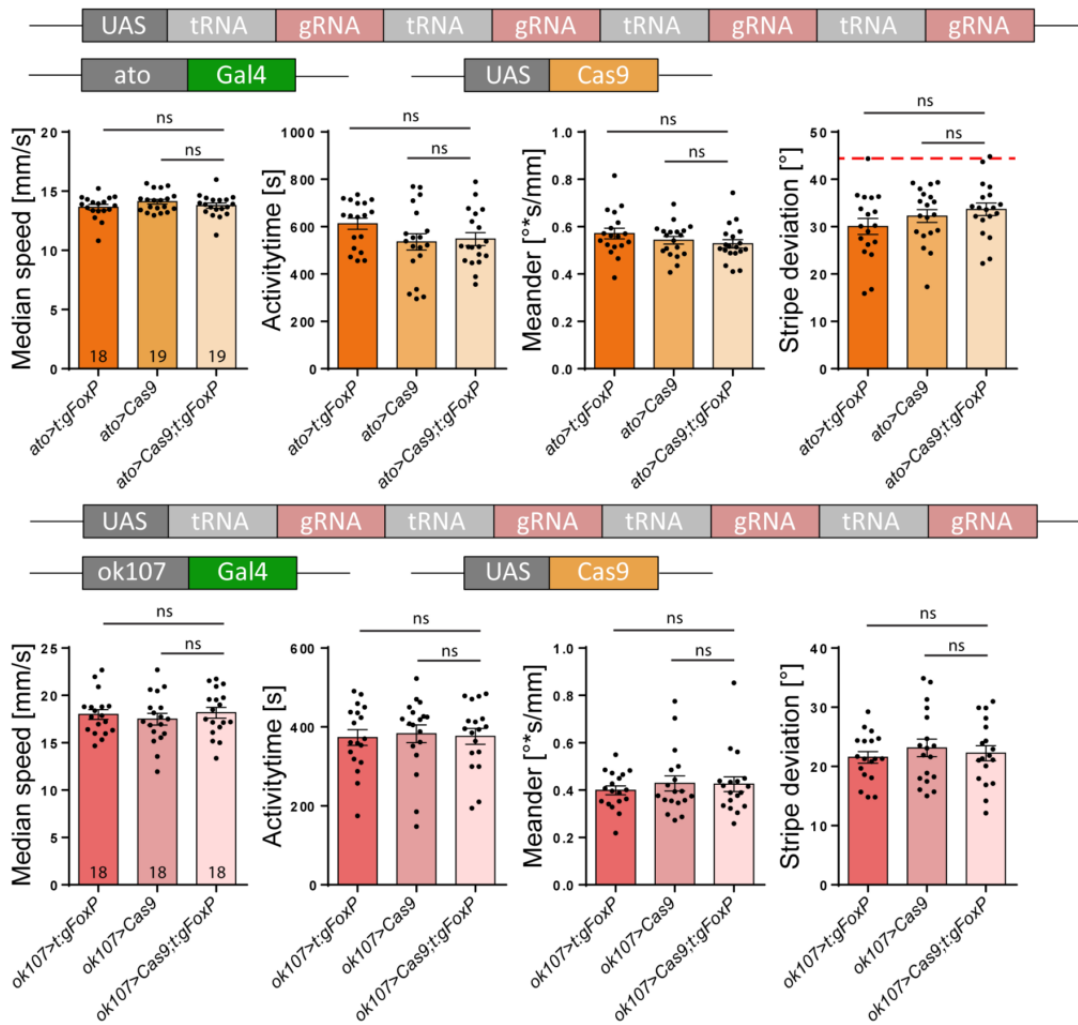 UAS tRNA gRNA tRNA gRNA tRNA gRNA tRNA gRNA
ato Gal4 UAS Cas9
ns ns ns ns
ns ns ns ns
Median speed [mm/s]
20
15
10
5
0
18 19 19
ato>t:gFoxP
ato>Cas9
ato>Cas9;t:gFoxP
Activitytime [s]
1000
800
600
400
200
0
ato>t:gFoxP
ato>Cas9
ato>Cas9;t:gFoxP
Meander [°*s/mm]
1.0
0.8
0.6
0.4
0.2
0.0
ato>t:gFoxP
ato>Cas9
ato>Cas9;t:gFoxP
Stripe deviation [°]
50
40
30
20
10
0
ato>t:gFoxP
ato>Cas9
ato>Cas9;t:gFoxP
UAS tRNA gRNA tRNA gRNA tRNA gRNA tRNA gRNA
ok107 Gal4 UAS Cas9
ns ns ns ns
ns ns ns ns
Median speed [mm/s]
25
20
15
10
5
0
18 18 18
ok107>t:gFoxP
ok107>Cas9
ok107>Cas9;t:gFoxP
Activitytime [s]
600
400
200
0
ok107>t:gFoxP
ok107>Cas9
ok107>Cas9;t:gFoxP
Meander [°*s/mm]
1.0
0.8
0.6
0.4
0.2
0.0
ok107>t:gFoxP
ok107>Cas9
ok107>Cas9;t:gFoxP
Stripe deviation [°]
40
30
20
10
0
ok107>t:gFoxP
ok107>Cas9
ok107>Cas9;t:gFoxP